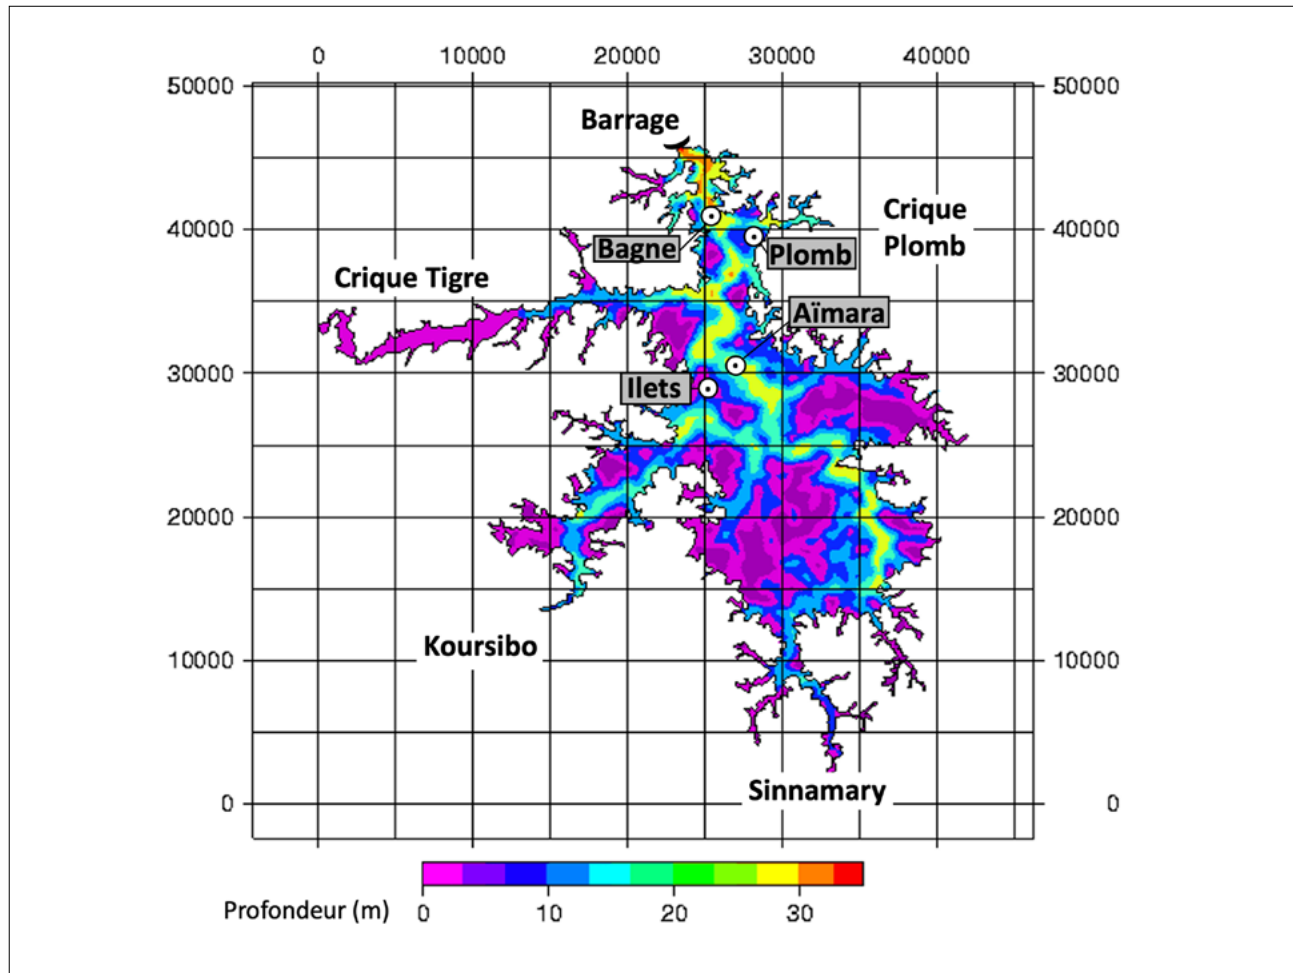 0 10000 20000 30000 40000
50000 50000
Barrage
Crique
Plomb
40000 40000
Bagne Plomb
Crique Tigre
Aïmara
30000 30000
Ilets
20000 20000
Koursibo
10000 10000
Sinnamary
0 0
Profondeur (m) 0 10 20 30